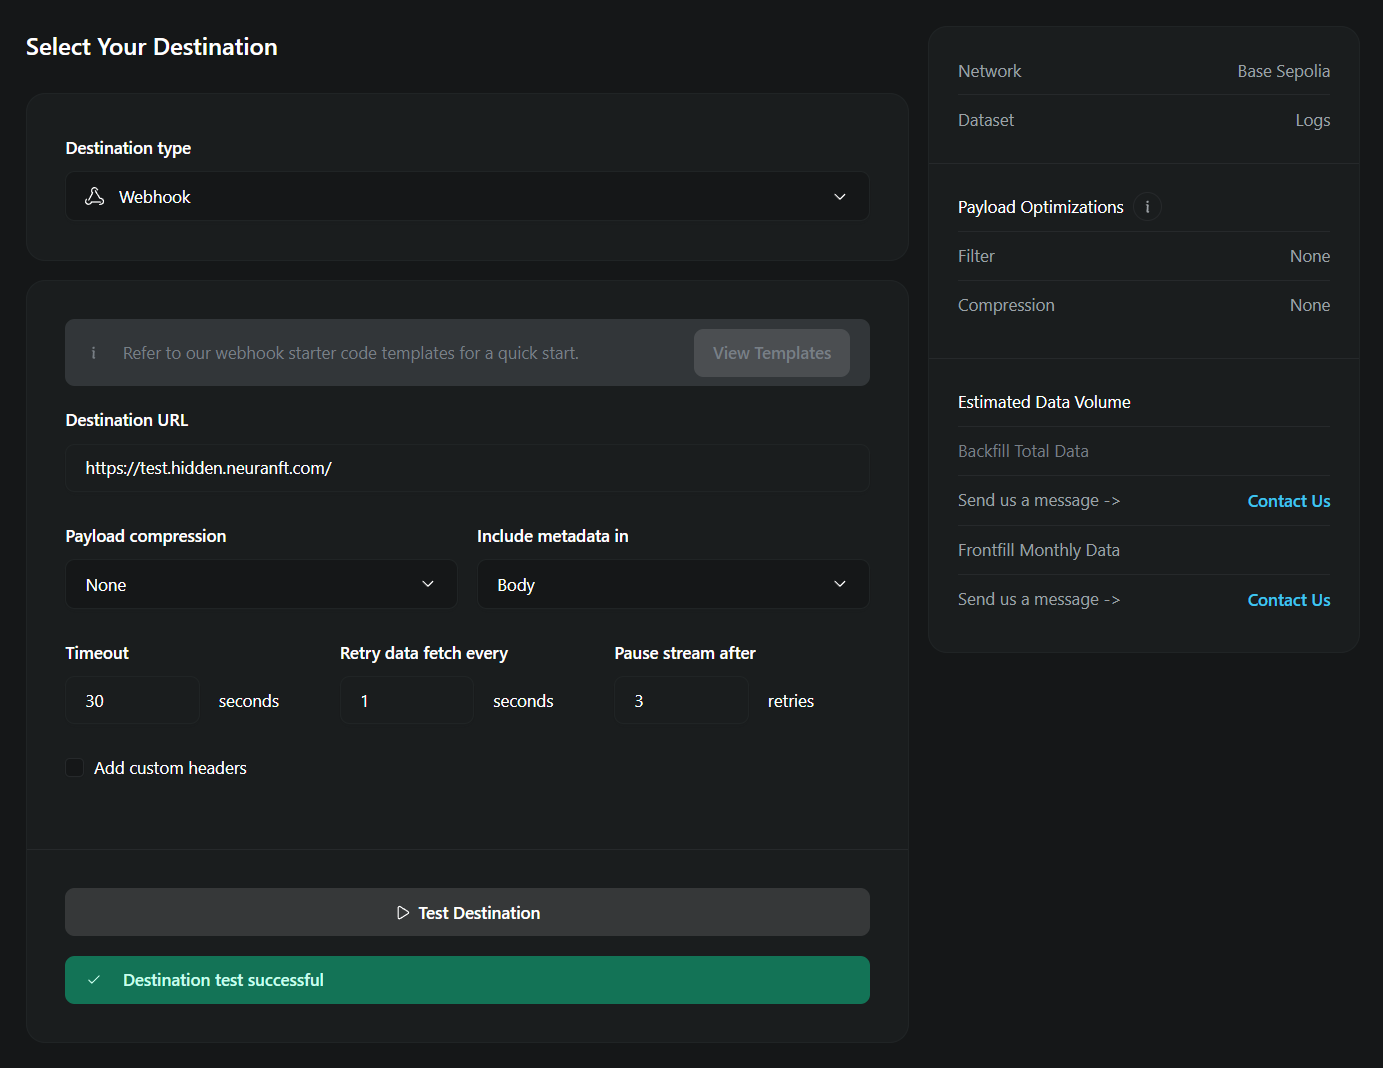 Select Your Destination
Destination type
Webhook
Refer to our webhook starter code templates for a quick start.
View Templates
Destination URL
https://test.hidden.neuranft.com/
Payload compression
Include metadata in
None
Body
Timeout
Retry data fetch every
Pause stream after
30 seconds
1 seconds
3 retries
Add custom headers
Test Destination
Destination test successful
Network Base Sepolia
Dataset Logs
Payload Optimizations i
Filter None
Compression None
Estimated Data Volume
Backfill Total Data
Send us a message -> Contact Us
Frontfill Monthly Data
Send us a message -> Contact Us